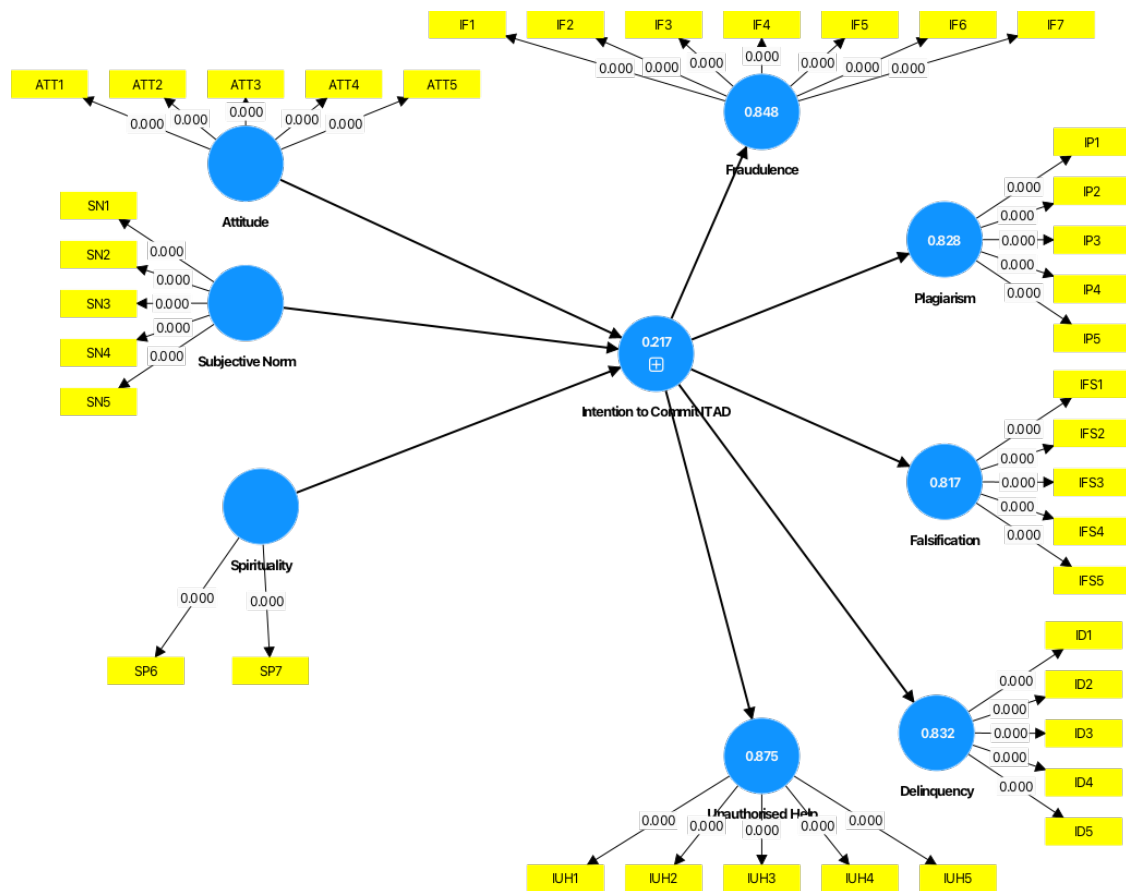 IF1 IF2 IF3 IF4 IF5 IF6 IF7
0.000 0.000 0.000 0.000 0.000 0.000 0.000
0.848
Fraudulence
ATT1 ATT2 ATT3 ATT4 ATT5
0.000 0.000 0.000 0.000 0.000
Attitude
SN1
SN2
SN3
SN4
SN5
0.000
0.000
0.000
0.000
0.000
Subjective Norm
IP1
IP2
IP3
IP4
IP5
0.000
0.000
0.000
0.000
0.000
0.828
Plagiarism
0.217
Intention to Commit ITAD
IFS1
IFS2
IFS3
IFS4
IFS5
0.000
0.000
0.000
0.000
0.000
0.817
Falsification
Spirituality
0.000 0.000
SP6 SP7
ID1
ID2
ID3
ID4
ID5
0.000
0.000
0.000
0.000
0.000
0.832
Delinquency
0.875
Unauthorised Help
0.000 0.000 0.000 0.000 0.000
IUH1 IUH2 IUH3 IUH4 IUH5